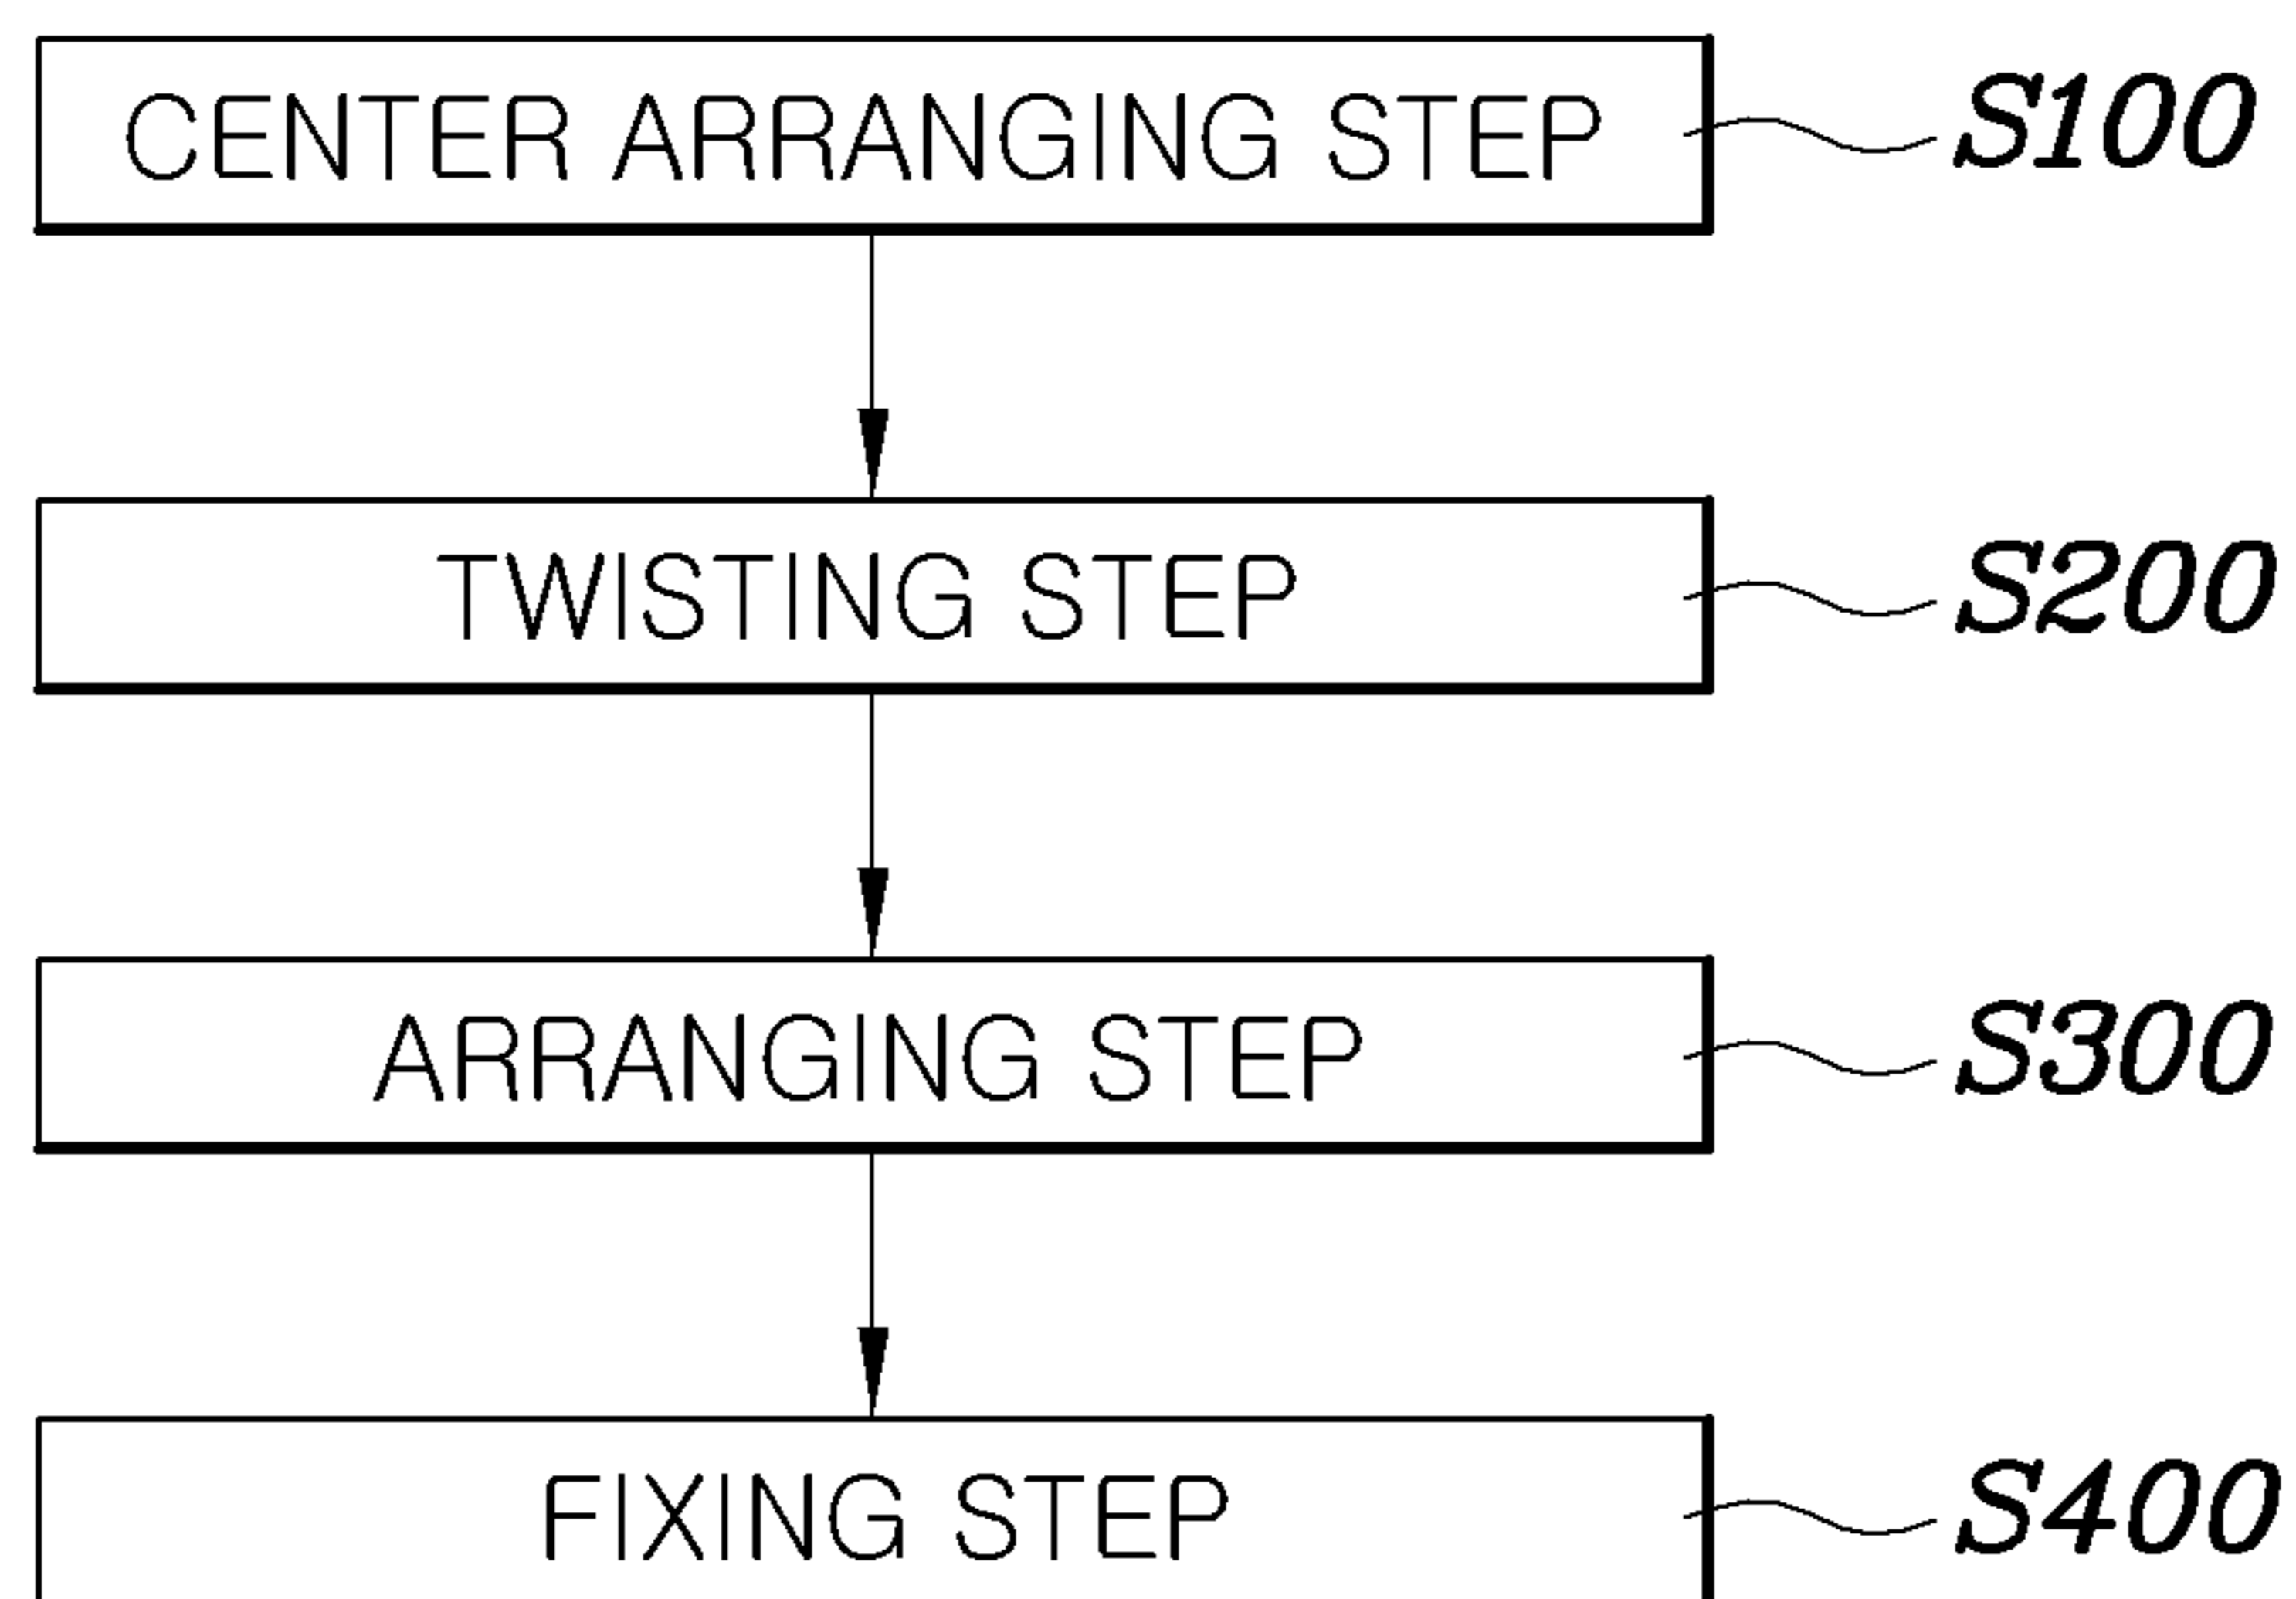 CENTER ARRANGING STEP S100
TWISTING STEP S200
ARRANGING STEP S300
FIXING STEP S400